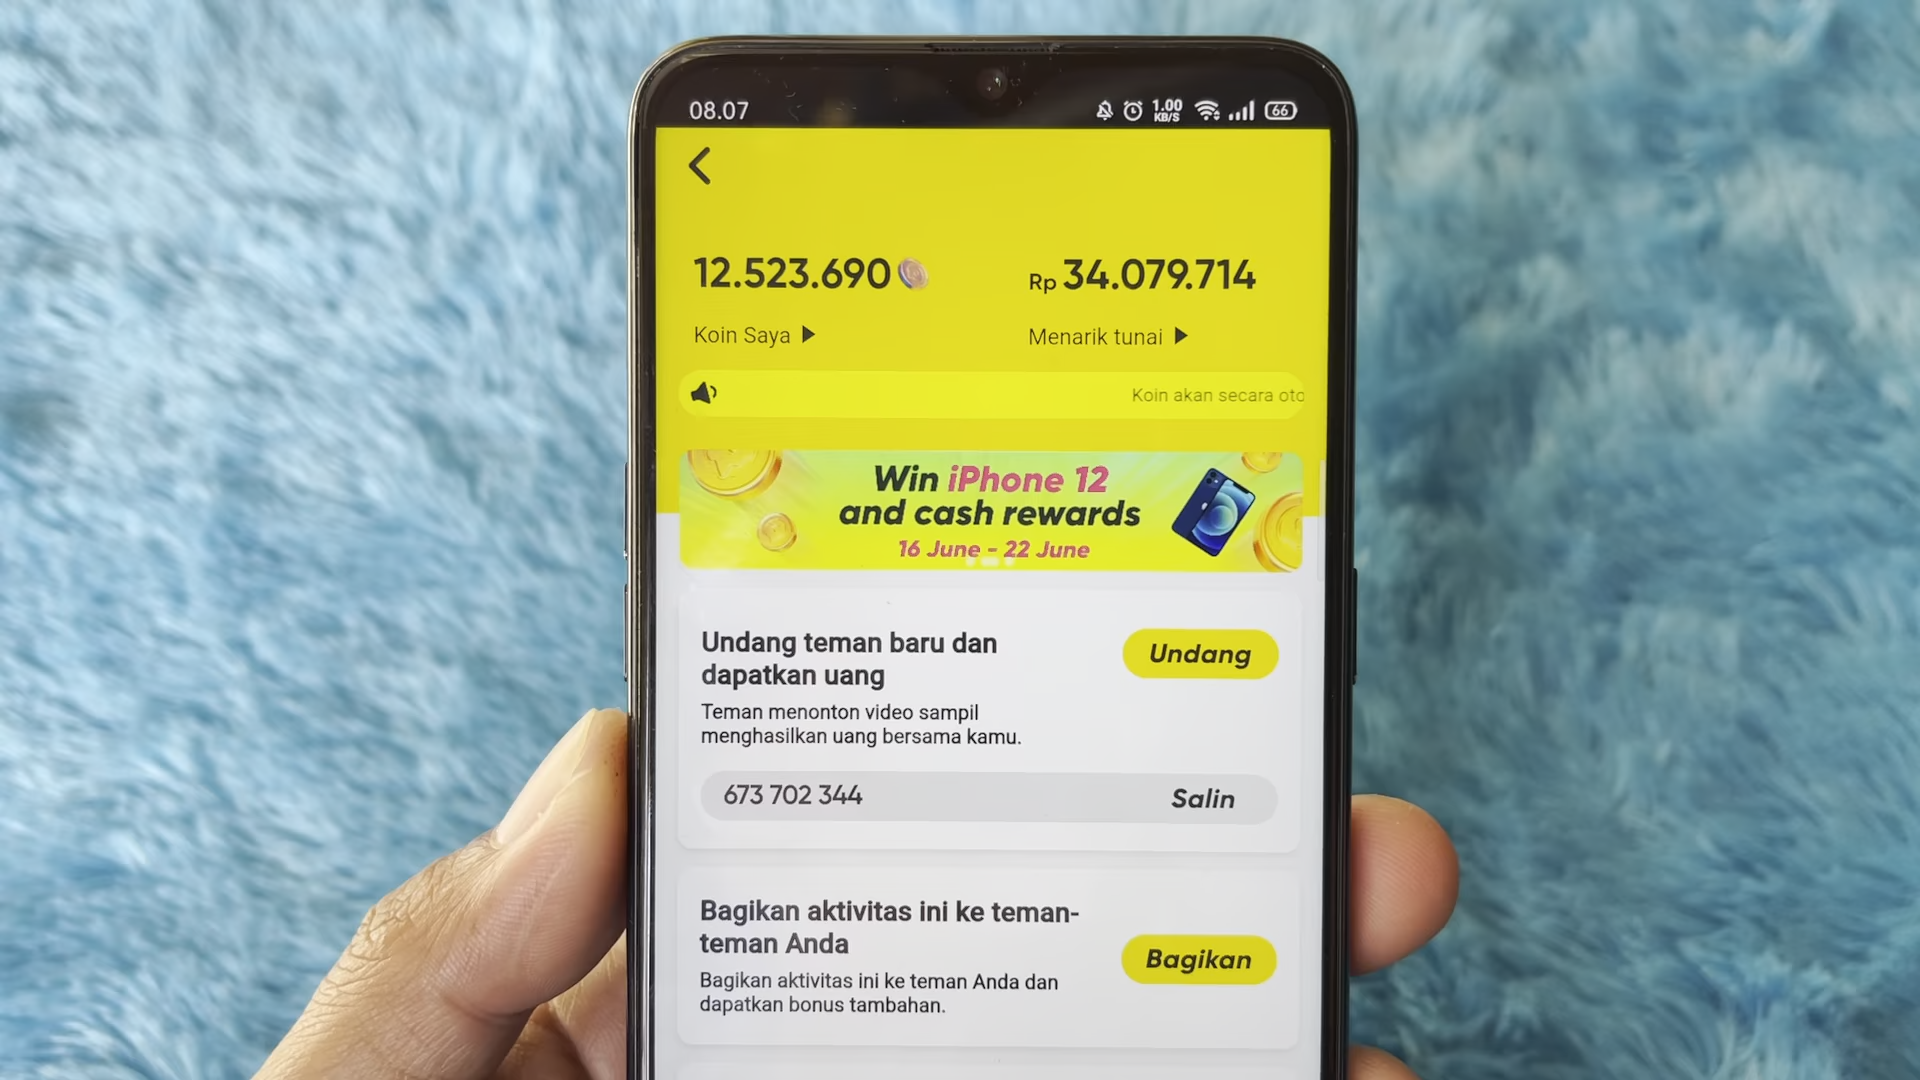 08.07
1.00
KB/S
66
12.523.690
Rp 34.079.714
Koin Saya
Menarik tunai
Koin akan secara oto
Win iPhone 12
and cash rewards
16 June - 22 June
Undang teman baru dan
dapatkan uang
Undang
Teman menonton video sampil
menghasilkan uang bersama kamu.
673 702 344
Salin
Bagikan aktivitas ini ke teman-
teman Anda
Bagikan
Bagikan aktivitas ini ke teman Anda dan
dapatkan bonus tambahan.